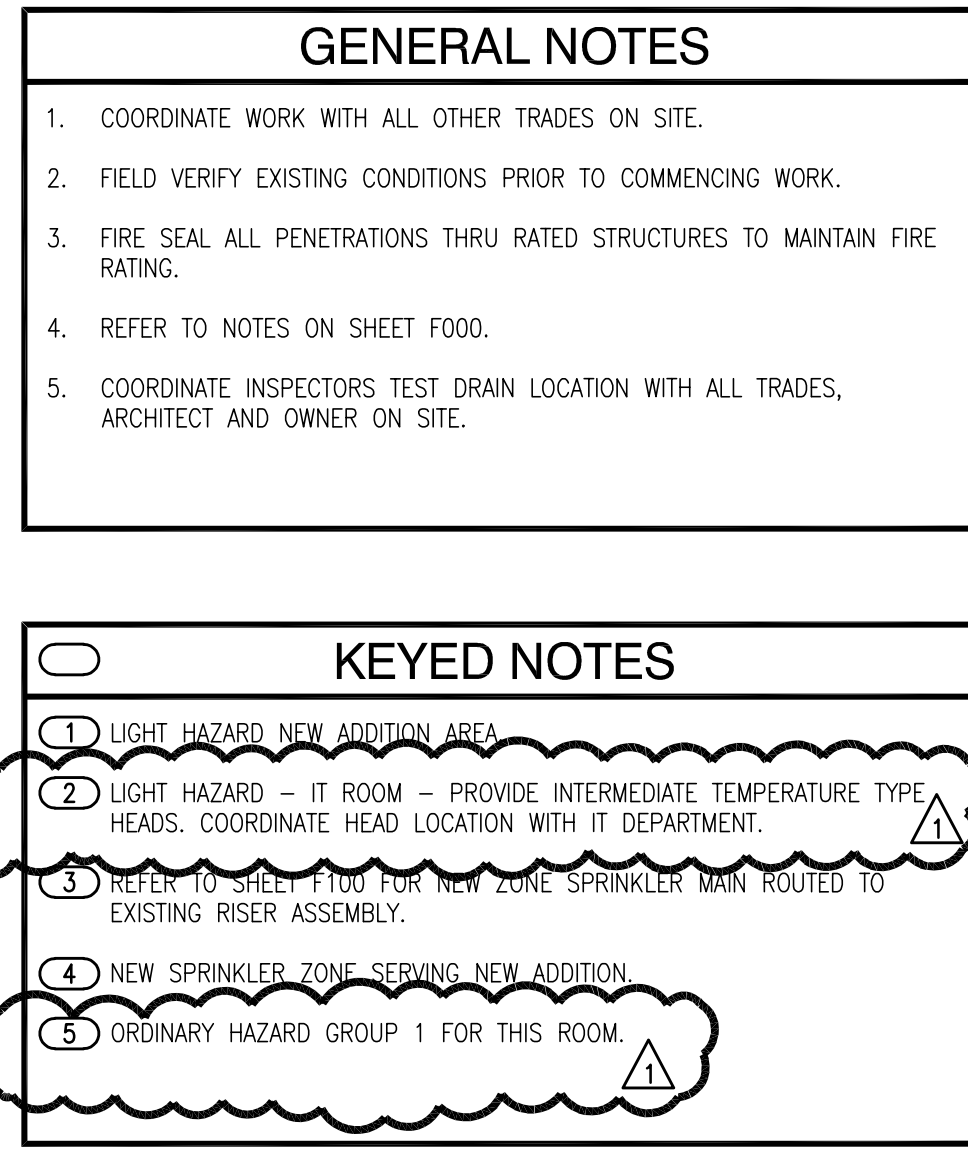 GENERAL NOTES
1. COORDINATE WORK WITH ALL OTHER TRADES ON SITE.
2. FIELD VERIFY EXISTING CONDITIONS PRIOR TO COMMENCING WORK.
3. FIRE SEAL ALL PENETRATIONS THRU RATED STRUCTURES TO MAINTAIN FIRE
RATING.
4. REFER TO NOTES ON SHEET F000.
5. COORDINATE INSPECTORS TEST DRAIN LOCATION WITH ALL TRADES,
ARCHITECT AND OWNER ON SITE.
KEYED NOTES
1 LIGHT HAZARD NEW ADDITION AREA.
2 LIGHT HAZARD – IT ROOM – PROVIDE INTERMEDIATE TEMPERATURE TYPE
HEADS. COORDINATE HEAD LOCATION WITH IT DEPARTMENT.
1
3 REFER TO SHEET F100 FOR NEW ZONE SPRINKLER MAIN ROUTED TO
EXISTING RISER ASSEMBLY.
4 NEW SPRINKLER ZONE SERVING NEW ADDITION.
5 ORDINARY HAZARD GROUP 1 FOR THIS ROOM.
1